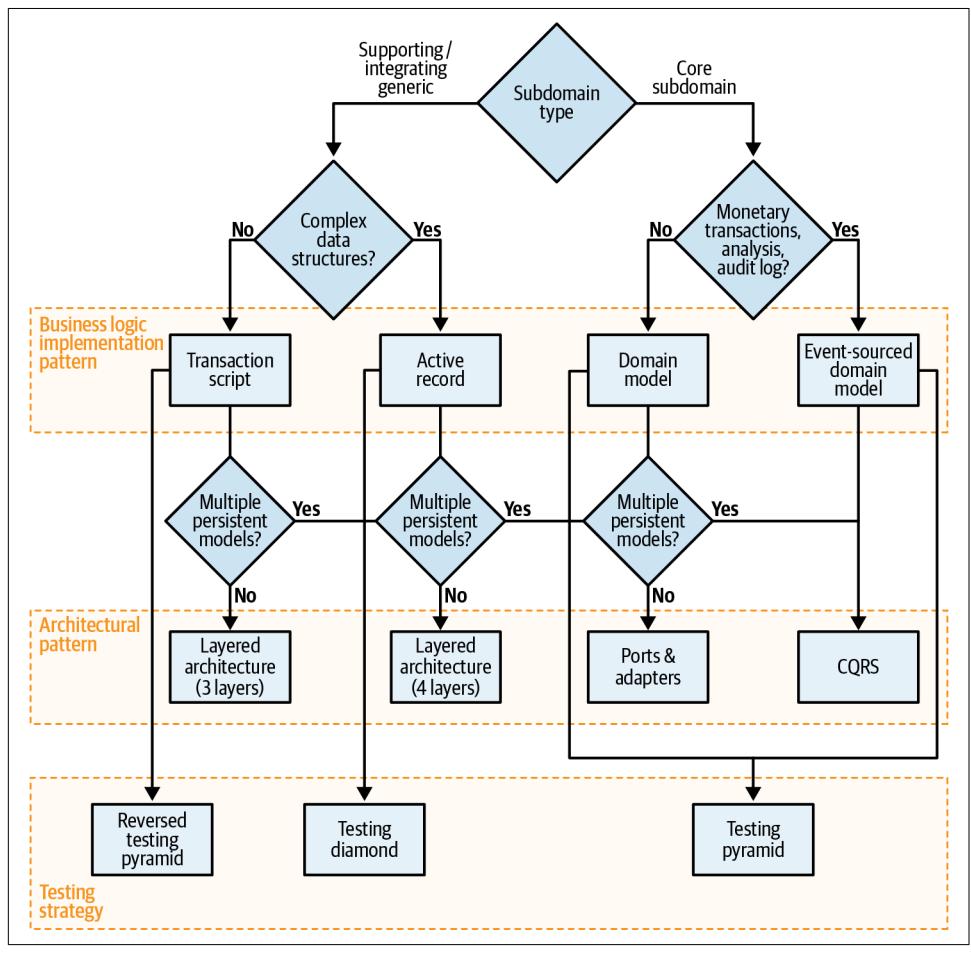 Supporting /
integrating
generic
Subdomain
type
Core
subdomain
Complex
data
structures?
No
Yes
Monetary
transactions,
analysis,
audit log?
No
Yes
Business logic
implementation
pattern
Transaction
script
Active
record
Domain
model
Event-sourced
domain
model
Multiple
persistent
models?
Yes
No
Multiple
persistent
models?
Yes
No
Multiple
persistent
models?
Yes
No
Architectural
pattern
Layered
architecture
(3 layers)
Layered
architecture
(4 layers)
Ports &
adapters
CQRS
Reversed
testing
pyramid
Testing
diamond
Testing
pyramid
Testing
strategy